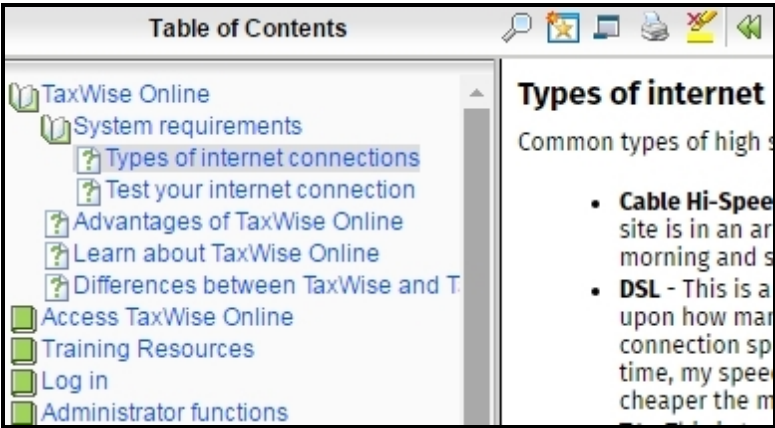 Table of Contents
TaxWise Online
System requirements
Types of internet connections
Test your internet connection
Advantages of TaxWise Online
Learn about TaxWise Online
Differences between TaxWise and T
Access TaxWise Online
Training Resources
Log in
Administrator functions
Types of internet
Common types of high s
Cable Hi-Spee
site is in an ar
morning and s
DSL - This is a
upon how mar
connection sp
time, my spee
cheaper the m